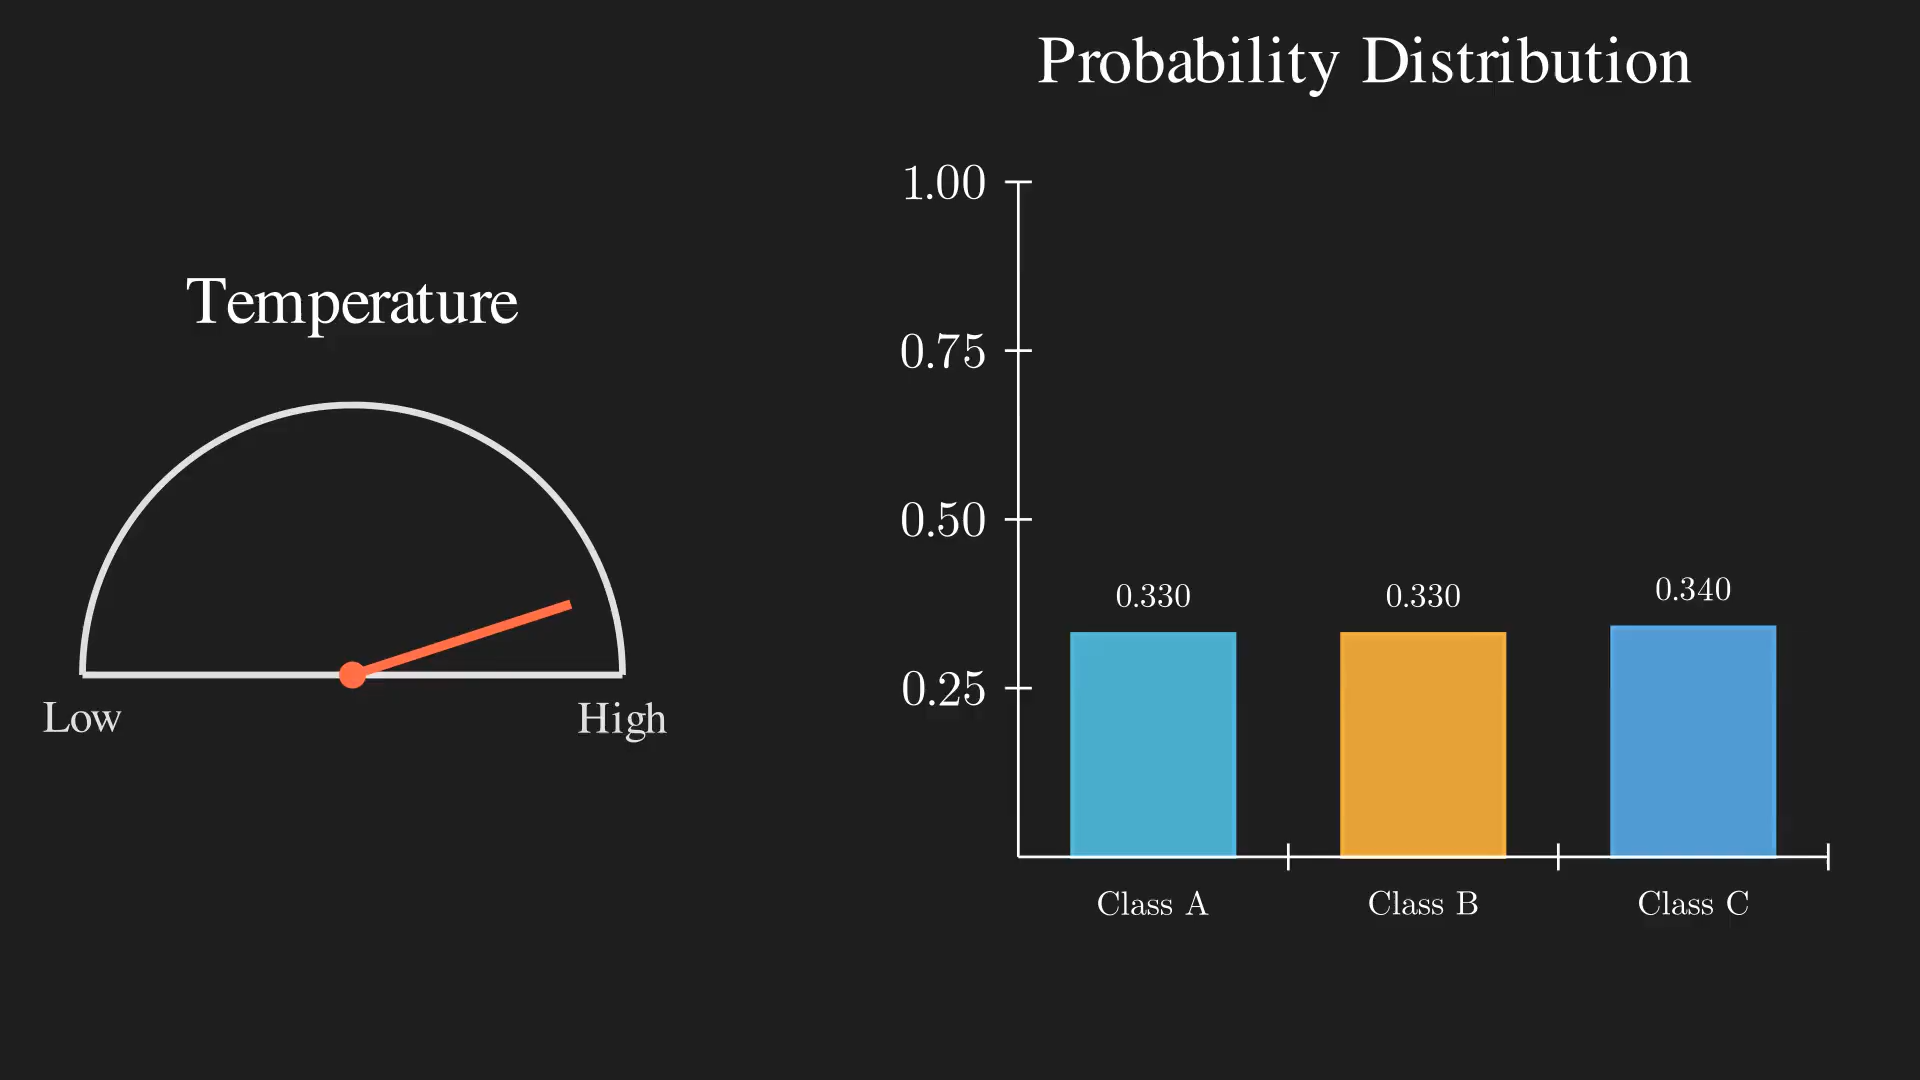 Temperature
Low
High
Probability Distribution
1.00
0.75
0.50
0.25
0.330
0.330
0.340
Class A
Class B
Class C